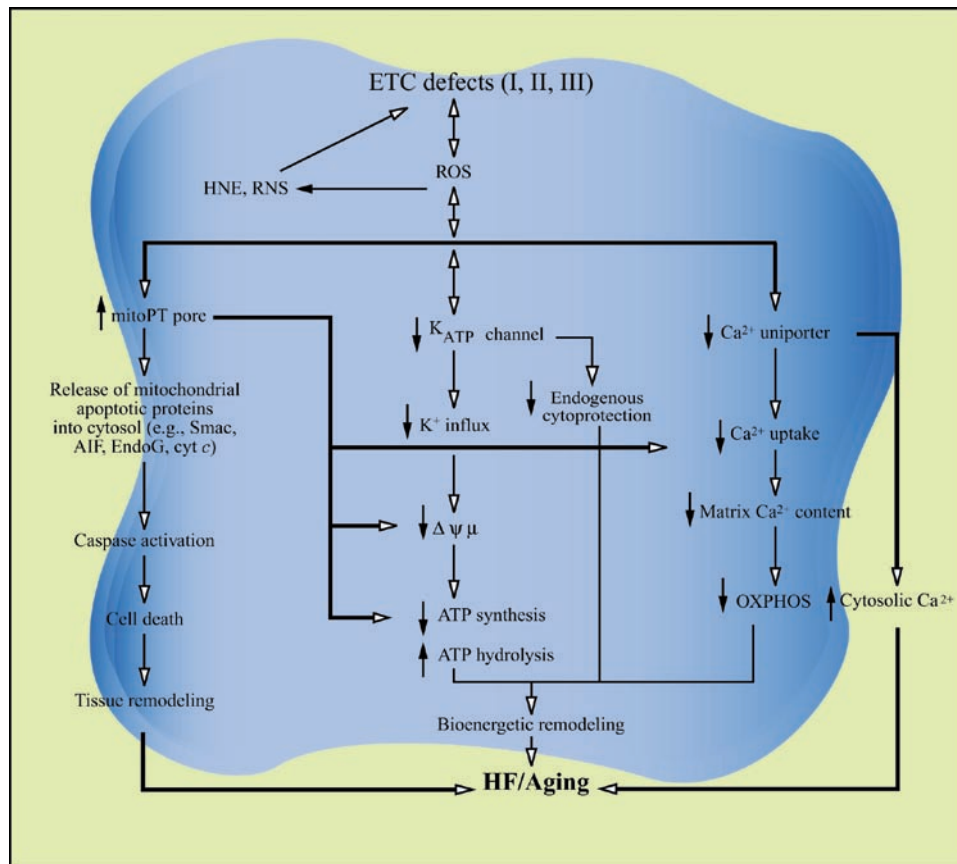 ETC defects (I, II, III)
ROS
HNE, RNS
mitoPT pore
K_ATP channel
Ca²⁺ uniporter
Release of mitochondrial
apoptotic proteins
into cytosol (e.g., Smac,
AIF, EndoG, cyt c)
Endogenous
cytoprotection
K⁺ influx
Ca²⁺ uptake
Matrix Ca²⁺ content
Δ ψ μ
Caspase activation
OXPHOS
Cytosolic Ca²⁺
Cell death
ATP synthesis
ATP hydrolysis
Tissue remodeling
Bioenergetic remodeling
HF/Aging